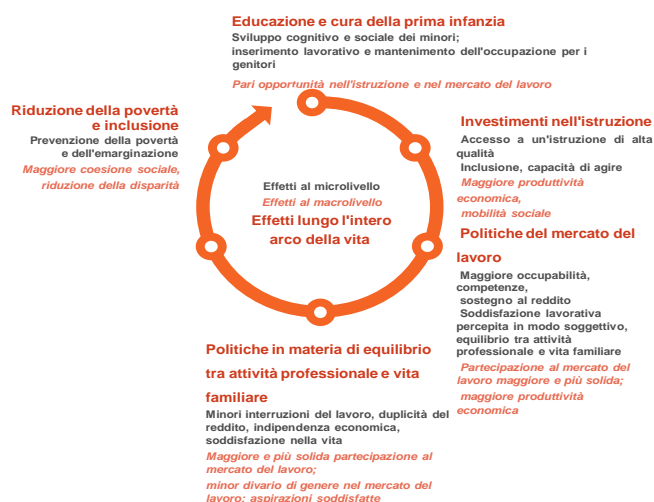 Educazione e cura della prima infanzia
Sviluppo cognitivo e sociale dei minori;
inserimento lavorativo e mantenimento dell'occupazione per i
genitori
Pari opportunità nell'istruzione e nel mercato del lavoro
Riduzione della povertà
e inclusione
Prevenzione della povertà
e dell'emarginazione
Maggiore coesione sociale,
riduzione della disparità
Investimenti nell'istruzione
Accesso a un'istruzione di alta
qualità
Inclusione, capacità di agire
Maggiore produttività
economica,
mobilità sociale
Effetti al microlivello
Effetti al macrolivello
Effetti lungo l'intero
arco della vita
Politiche del mercato del
lavoro
Maggiore occupabilità,
competenze,
sostegno al reddito
Soddisfazione lavorativa
percepita in modo soggettivo,
equilibrio tra attività
professionale e vita familiare
Partecipazione al mercato del
lavoro maggiore e più solida;
maggiore produttività
economica
Politiche in materia di equilibrio
tra attività professionale e vita
familiare
Minori interruzioni del lavoro, duplicità del
reddito, indipendenza economica,
soddisfazione nella vita
Maggiore e più solida partecipazione al
mercato del lavoro;
minor divario di genere nel mercato del
lavoro; aspirazioni soddisfatte